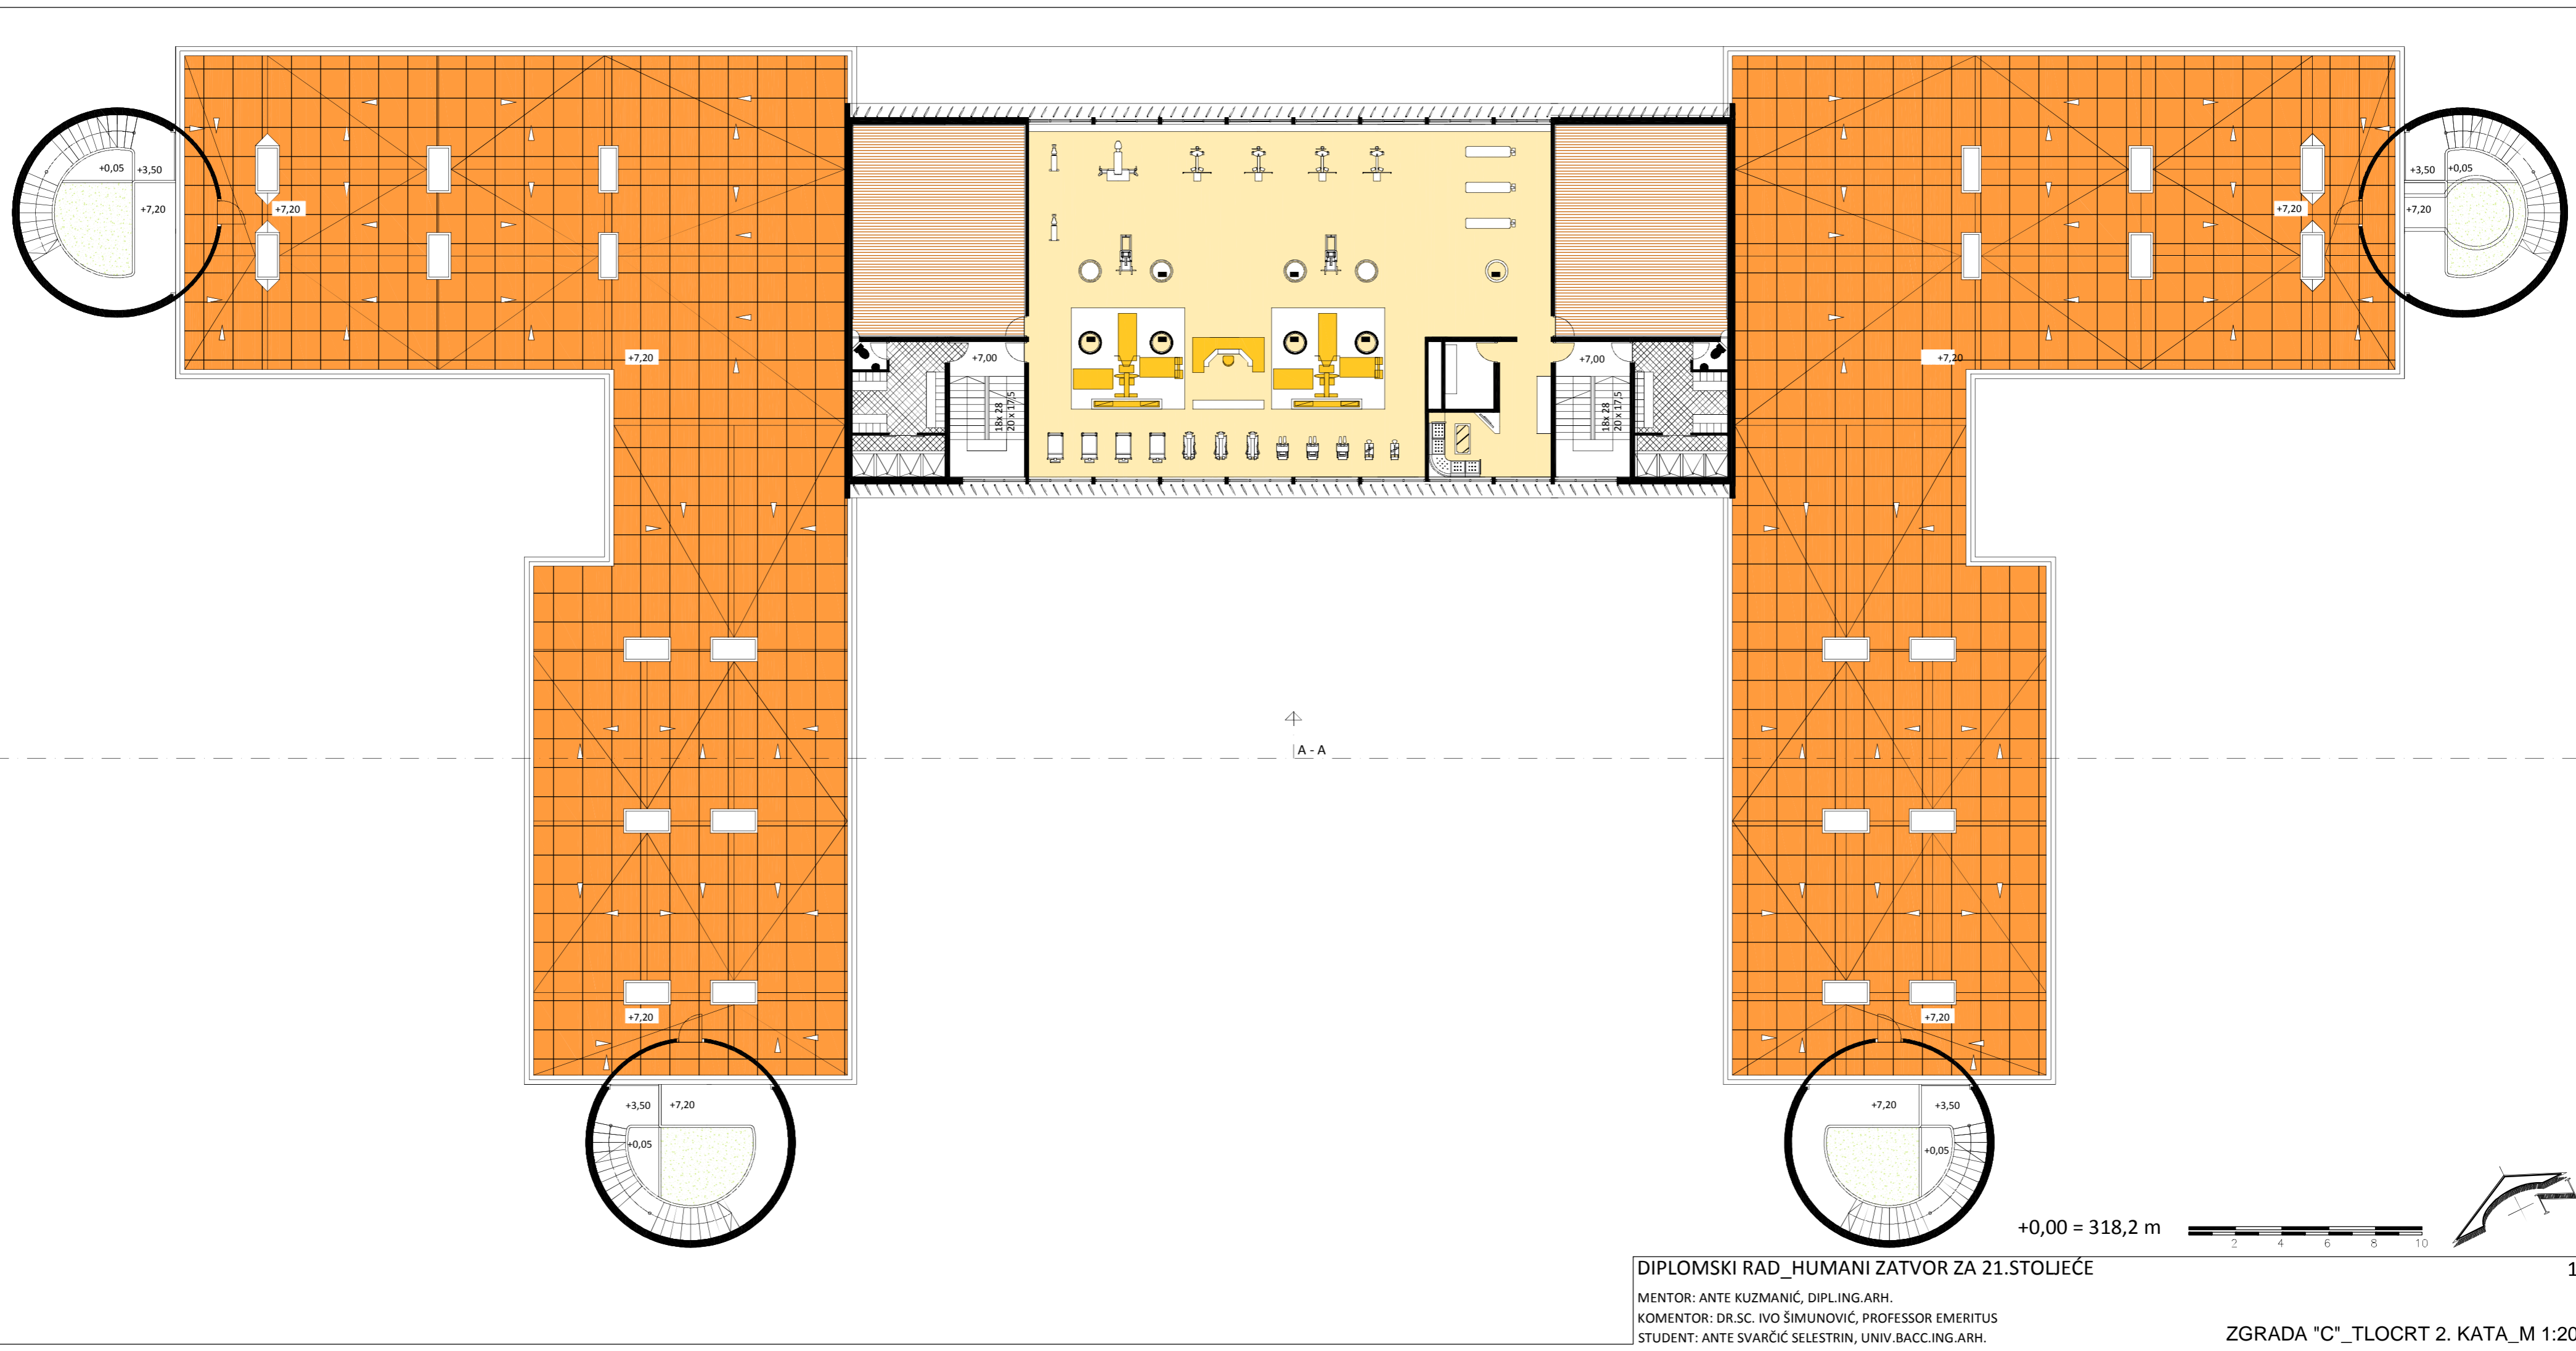 +0,05 +3,50
+7,20
+7,20
+7,20
+7,00
18x 28
20 x 17,5
+7,00
18x 28
20 x 17,5
+7,20
+7,20
+3,50 +0,05
+7,20
A - A
+7,20
+3,50 +7,20
+0,05
+7,20
+7,20 +3,50
+0,05
+0,00 = 318,2 m
2 4 6 8 10
DIPLOMSKI RAD_HUMANI ZATVOR ZA 21.STOLJEĆE
MENTOR: ANTE KUZMANIĆ, DIPL.ING.ARH.
KOMENTOR: DR.SC. IVO ŠIMUNOVIĆ, PROFESSOR EMERITUS
STUDENT: ANTE SVARČIĆ SELESTRIN, UNIV.BACC.ING.ARH.
1
ZGRADA "C"_TLOCRT 2. KATA_M 1:20